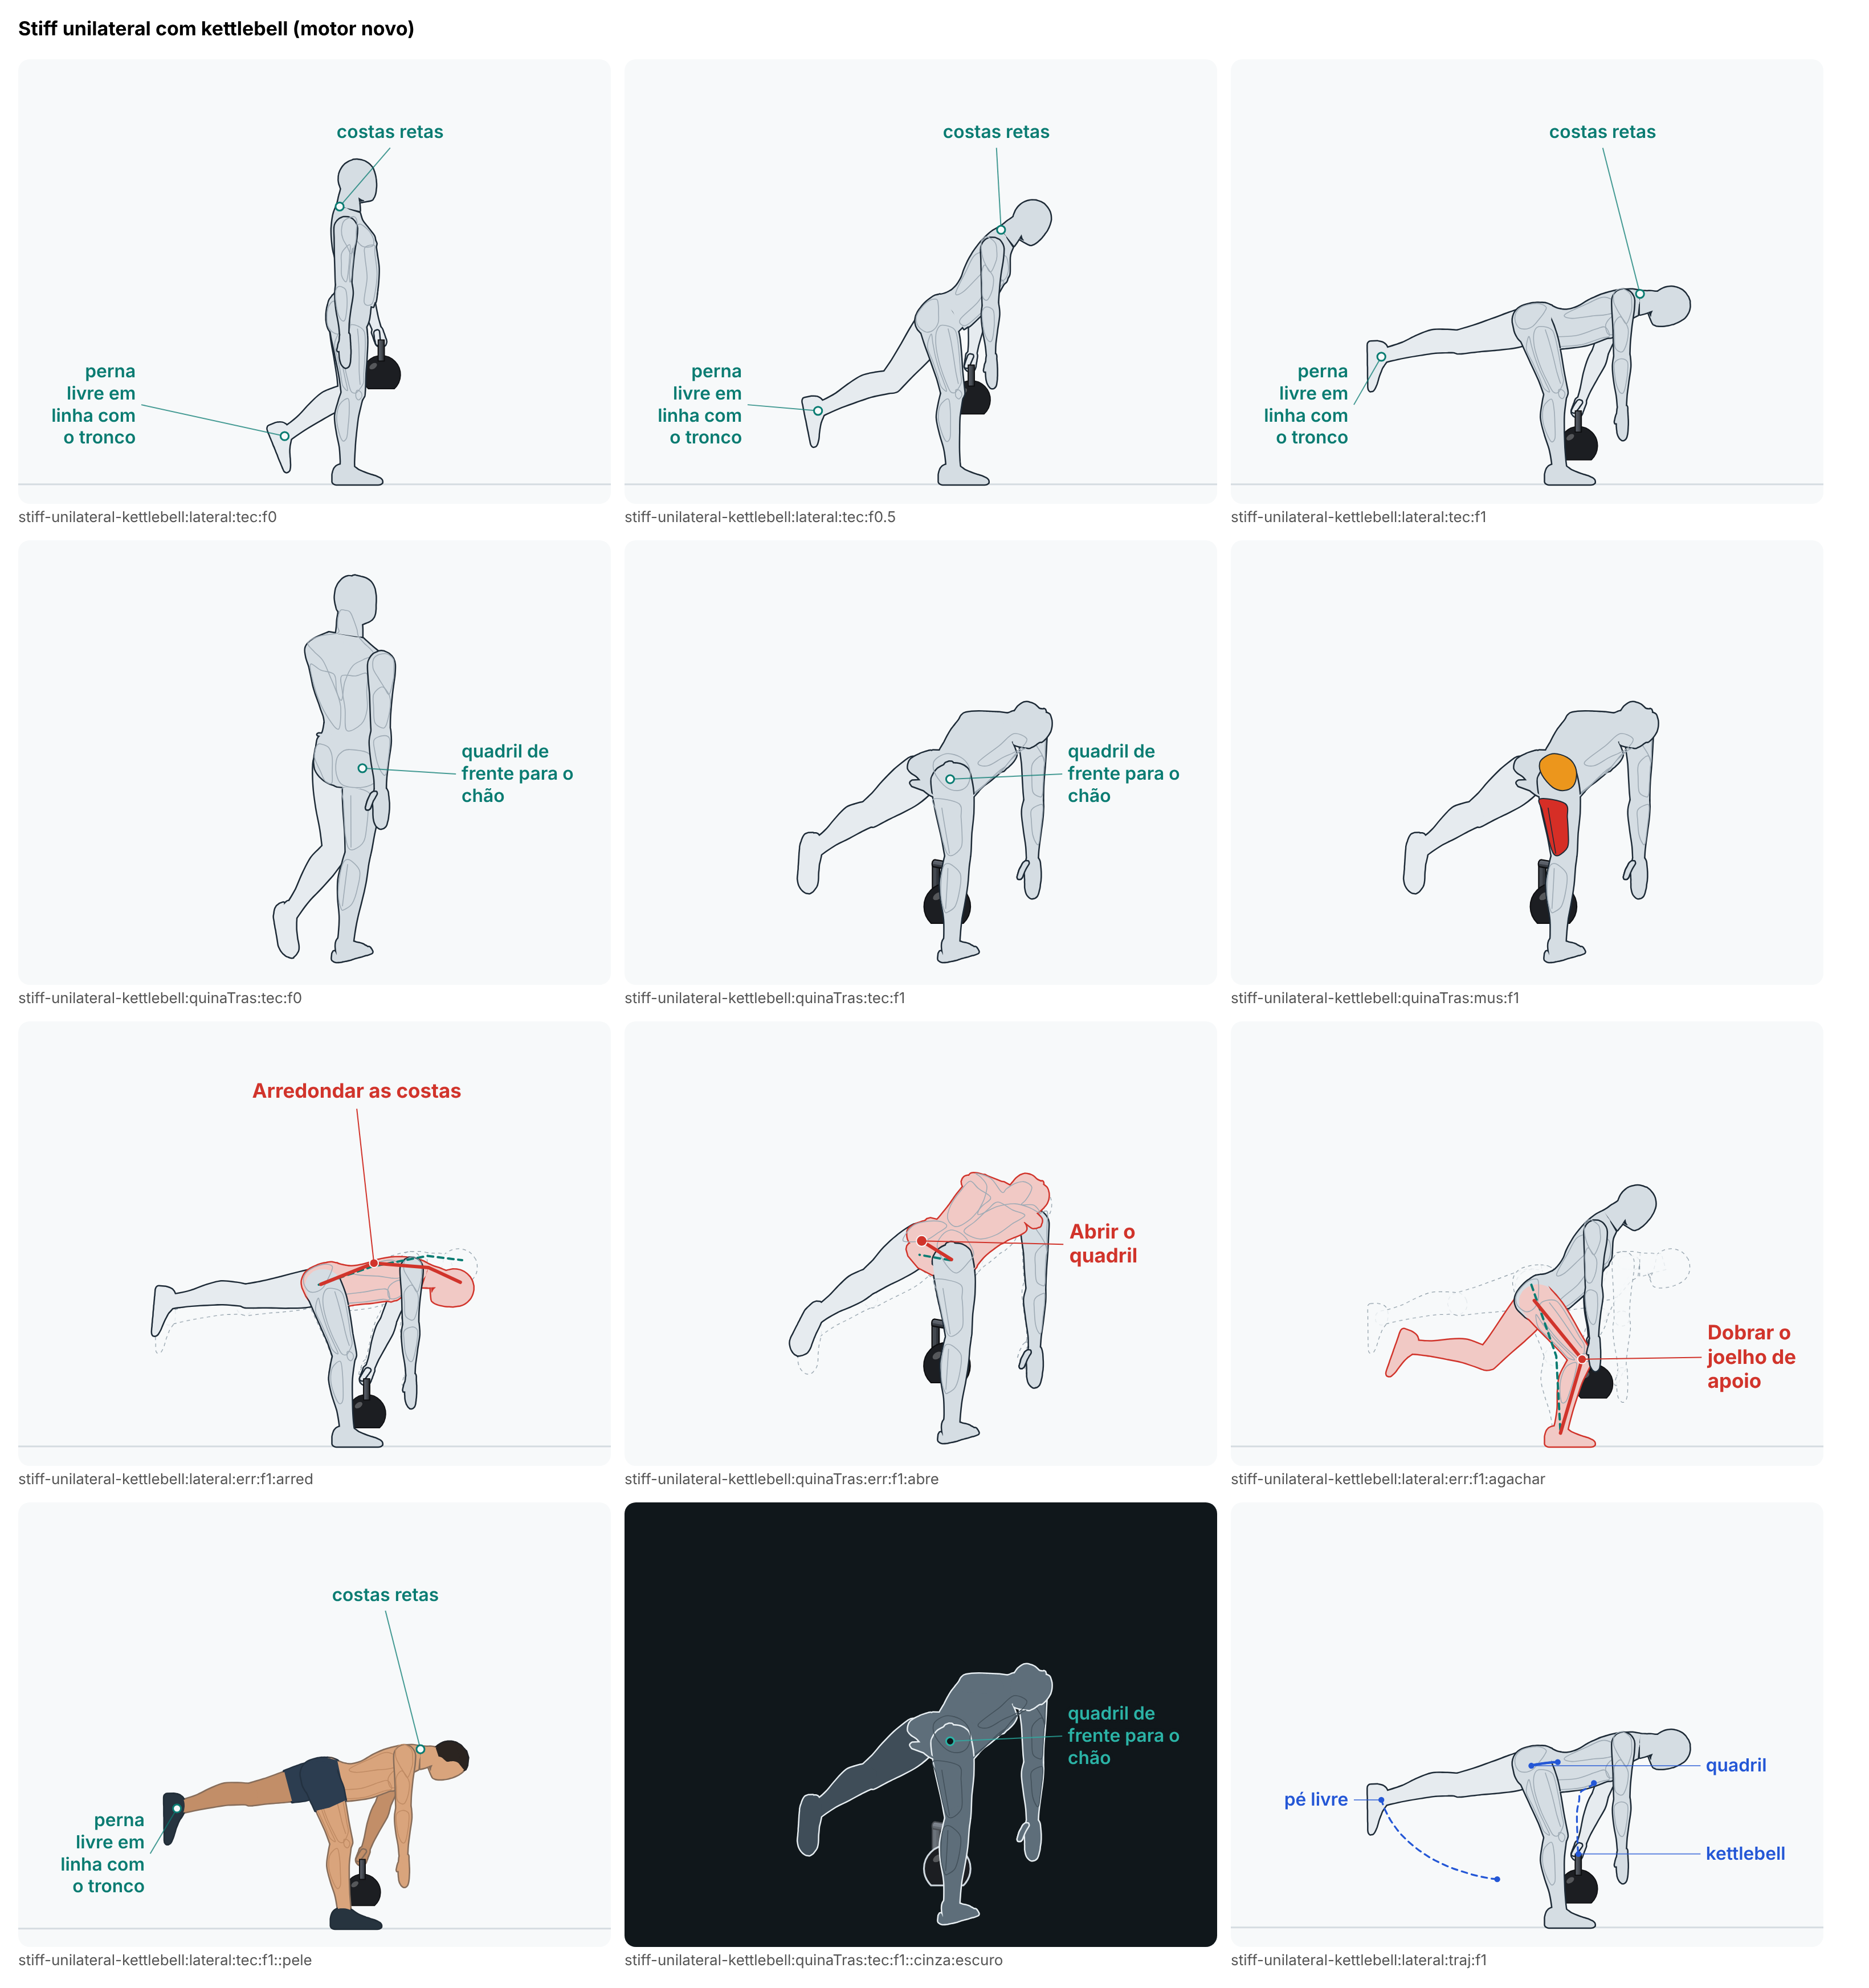 Stiff unilateral com kettlebell (motor novo)
costas retas
perna
livre em
linha com
o tronco
stiff-unilateral-kettlebell:lateral:tec:f0
costas retas
perna
livre em
linha com
o tronco
stiff-unilateral-kettlebell:lateral:tec:f0.5
costas retas
perna
livre em
linha com
o tronco
stiff-unilateral-kettlebell:lateral:tec:f1
quadril de
frente para o
chão
stiff-unilateral-kettlebell:quinaTras:tec:f0
quadril de
frente para o
chão
stiff-unilateral-kettlebell:quinaTras:tec:f1
stiff-unilateral-kettlebell:quinaTras:mus:f1
Arredondar as costas
stiff-unilateral-kettlebell:lateral:err:f1:arred
Abrir o
quadril
stiff-unilateral-kettlebell:quinaTras:err:f1:abre
Dobrar o
joelho de
apoio
stiff-unilateral-kettlebell:lateral:err:f1:agachar
costas retas
perna
livre em
linha com
o tronco
stiff-unilateral-kettlebell:lateral:tec:f1::pele
quadril de
frente para o
chão
stiff-unilateral-kettlebell:quinaTras:tec:f1::cinza:escuro
quadril
pé livre
kettlebell
stiff-unilateral-kettlebell:lateral:traj:f1